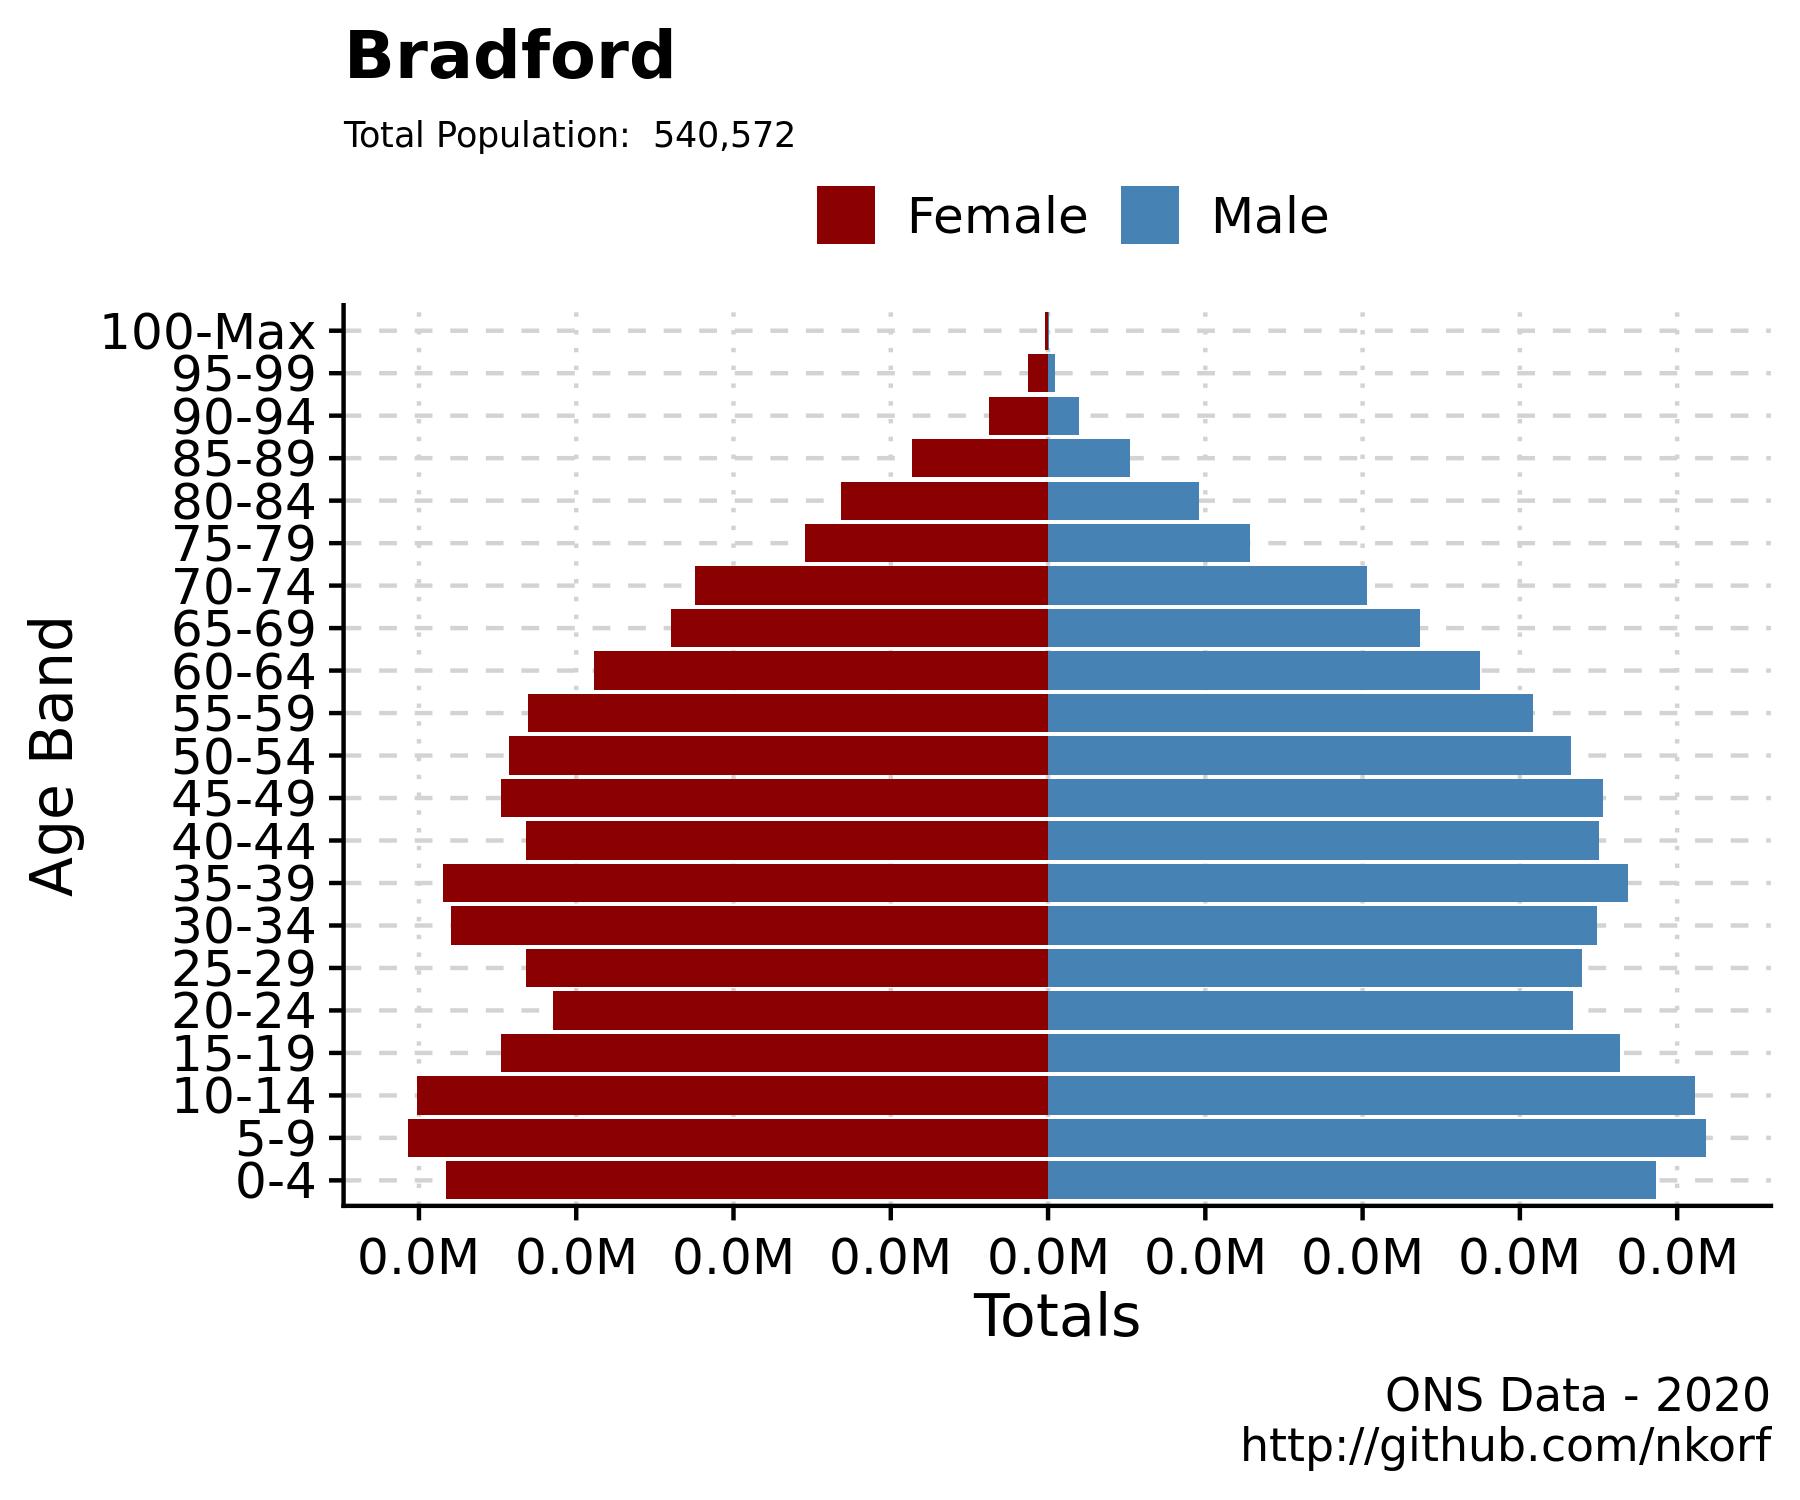 Bradford
Total Population:  540,572
Female Male
100-Max
95-99
90-94
85-89
80-84
75-79
70-74
65-69
60-64
55-59
50-54
45-49
40-44
35-39
30-34
25-29
20-24
15-19
10-14
5-9
0-4
Age Band
0.0M 0.0M 0.0M 0.0M 0.0M 0.0M 0.0M 0.0M 0.0M
Totals
ONS Data - 2020
http://github.com/nkorf